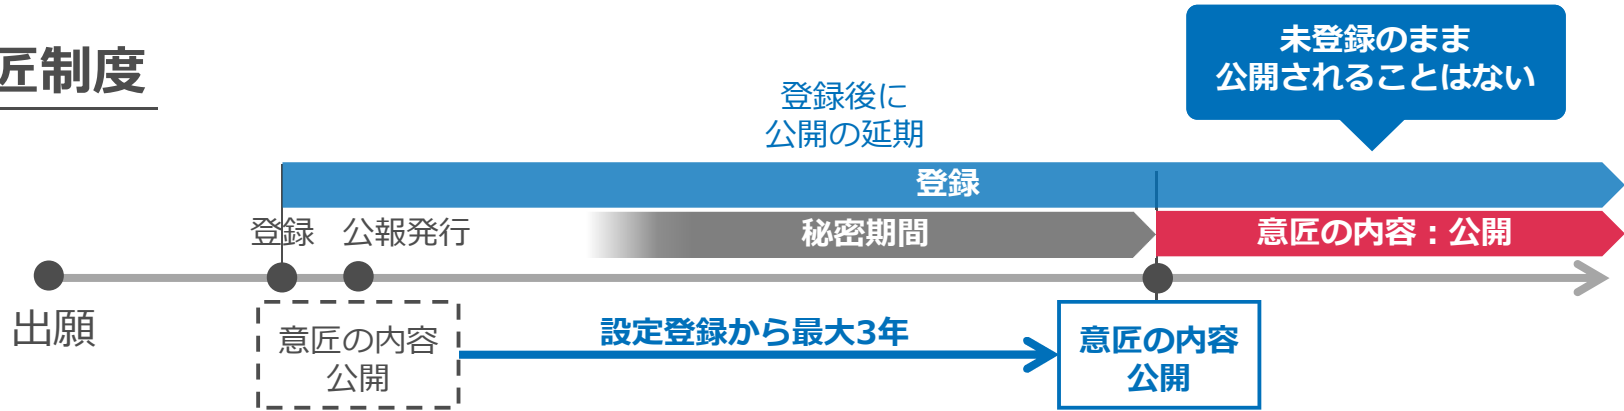 匠制度
未登録のまま
公開されることはない
登録後に
公開の延期
登録
秘密期間
意匠の内容：公開
登録
公報発行
出願
意匠の内容
公開
設定登録から最大3年
意匠の内容
公開